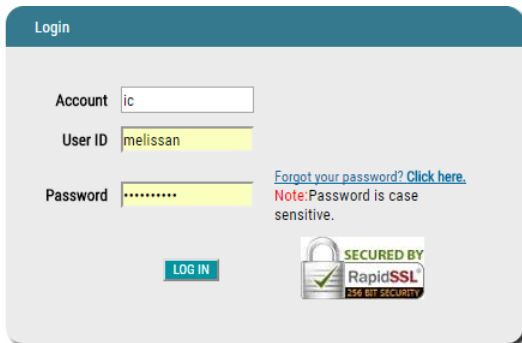 Login
Account ic
User ID melissan
Forgot your password? Click here.
Password ••••••••••
Note:Password is case
sensitive.
LOG IN
SECURED BY
RapidSSL®
256 BIT SECURITY